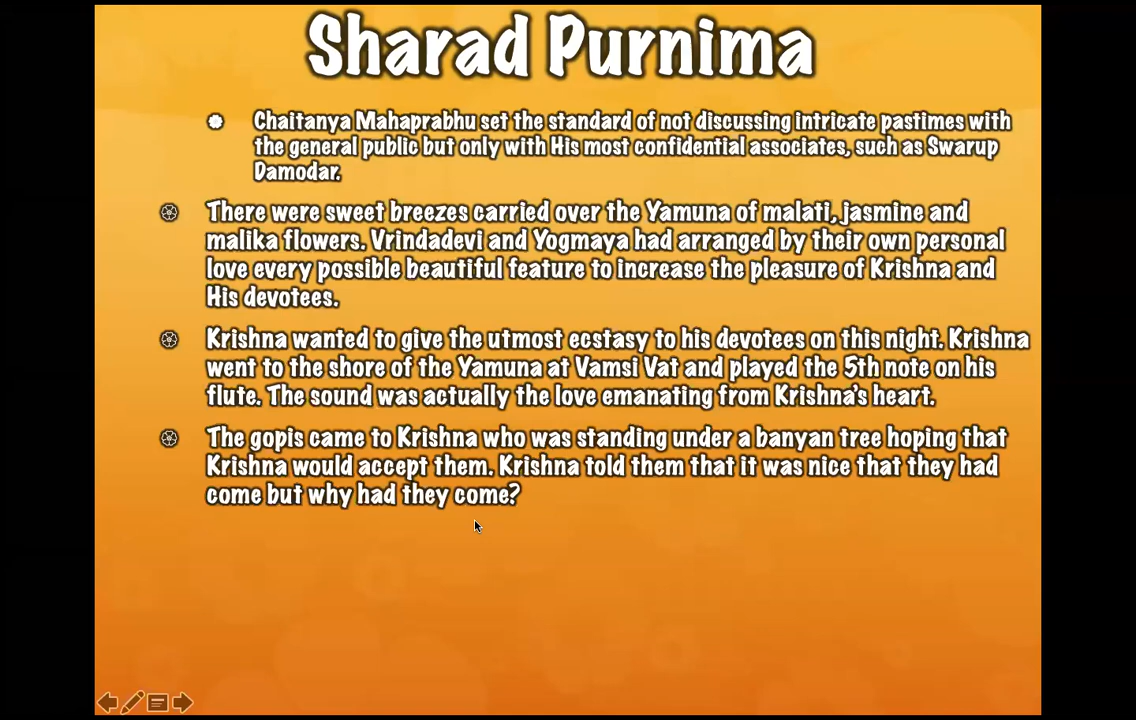 Sharad Purnima
Chaitanya Mahaprabhu set the standard of not discussing intricate pastimes with
the general public but only with His most confidential associates, such as Swarup
Damodar.
There were sweet breezes carried over the Yamuna of malati, jasmine and
malika flowers. Vrindadevi and Yogmaya had arranged by their own personal
love every possible beautiful feature to increase the pleasure of Krishna and
His devotees.
Krishna wanted to give the utmost ecstasy to his devotees on this night. Krishna
went to the shore of the Yamuna at Vamsi Vat and played the 5th note on his
flute. The sound was actually the love emanating from Krishna's heart.
The gopis came to Krishna who was standing under a banyan tree hoping that
Krishna would accept them. Krishna told them that it was nice that they had
come but why had they come?